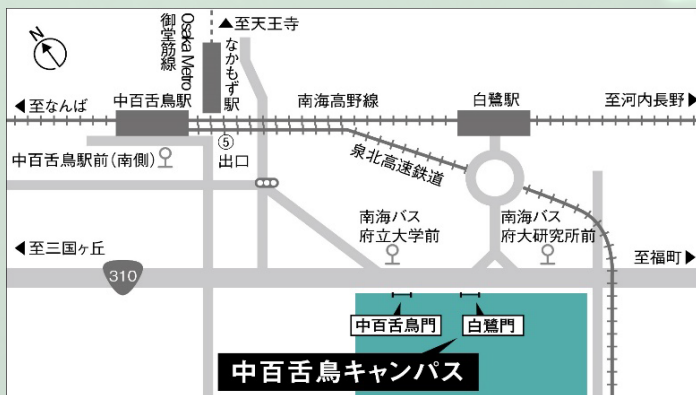 N
▲至天王寺
Osaka Metro
御堂筋線
なかもず駅
◀至なんば
中百舌鳥駅
南海高野線
白鷺駅
至河内長野▶
⑤
出口
中百舌鳥駅前(南側)
泉北高速鉄道
南海バス
府立大学前
南海バス
府大研究所前
◀至三国ヶ丘
至福町▶
310
中百舌鳥門
白鷺門
中百舌鳥キャンパス